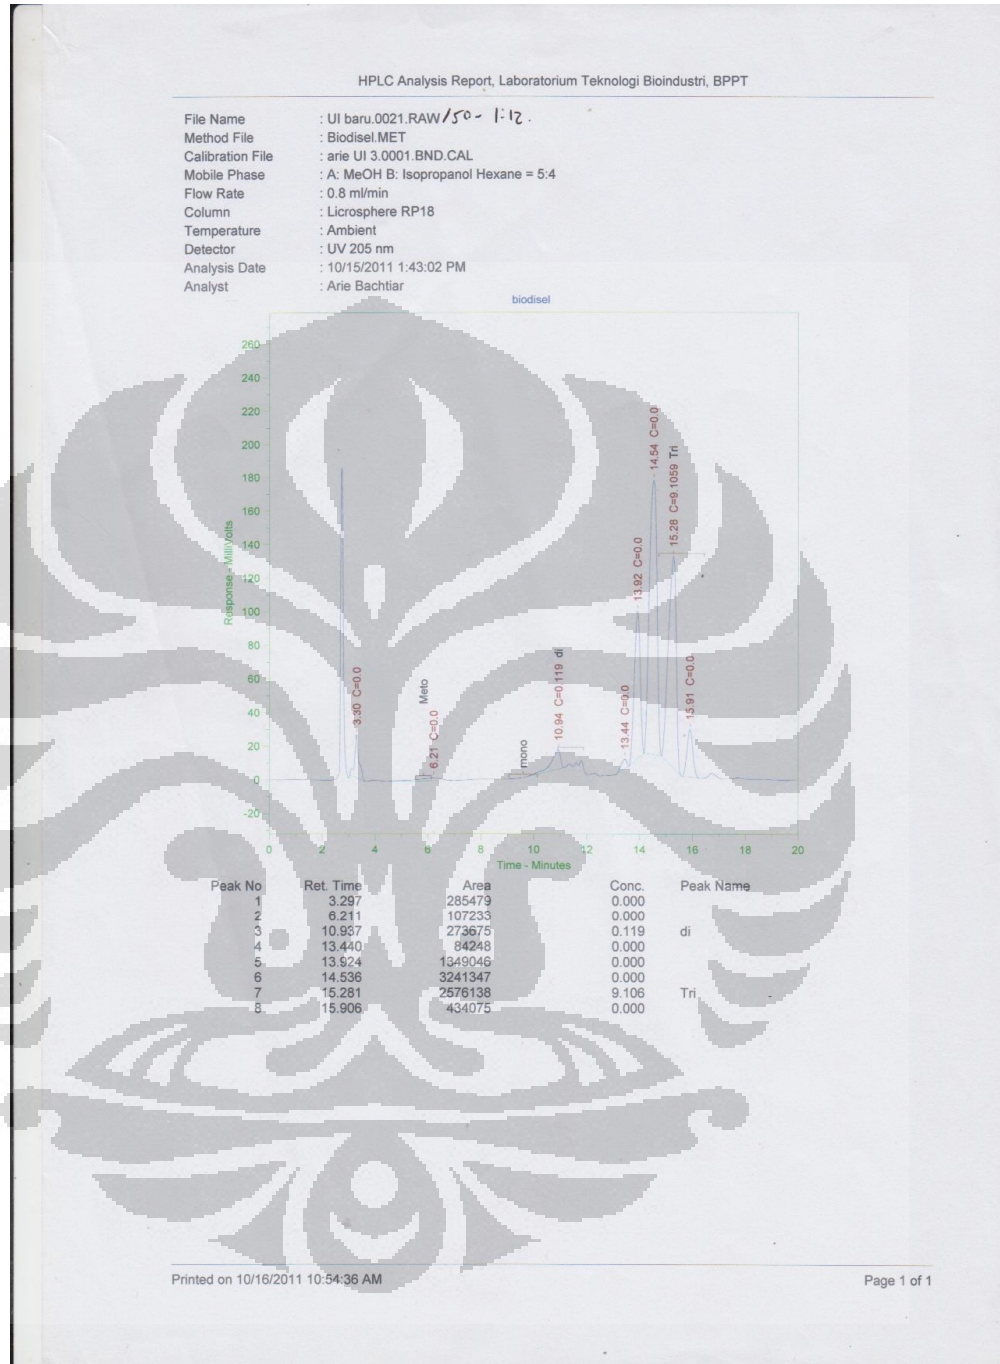 HPLC Analysis Report, Laboratorium Teknologi Bioindustri, BPPT
File Name : UI baru.0021.RAW /50 - 1:12.
Method File : Biodisel.MET
Calibration File : arie UI 3.0001.BND.CAL
Mobile Phase : A: MeOH B: Isopropanol Hexane = 5:4
Flow Rate : 0.8 ml/min
Column : Licrosphere RP18
Temperature : Ambient
Detector : UV 205 nm
Analysis Date : 10/15/2011 1:43:02 PM
Analyst : Arie Bachtiar
biodisel
Response - MilliVolts
260
240
220
200
180
160
140
120
100
80
60
40
20
0
-20
3.30 C=0.0
Meto
6.21 C=0.0
mono
10.94 C=0.119 di
13.44 C=0.0
13.92 C=0.0
14.54 C=0.0
15.28 C=9.1059 Tri
15.91 C=0.0
0 2 4 6 8 10 12 14 16 18 20
Time - Minutes
Peak No Ret. Time Area Conc. Peak Name
1 3.297 285479 0.000
2 6.211 107233 0.000
3 10.937 273675 0.119 di
4 13.440 84248 0.000
5 13.924 1349046 0.000
6 14.536 3241347 0.000
7 15.281 2576138 9.106 Tri
8 15.906 434075 0.000
Printed on 10/16/2011 10:54:36 AM Page 1 of 1